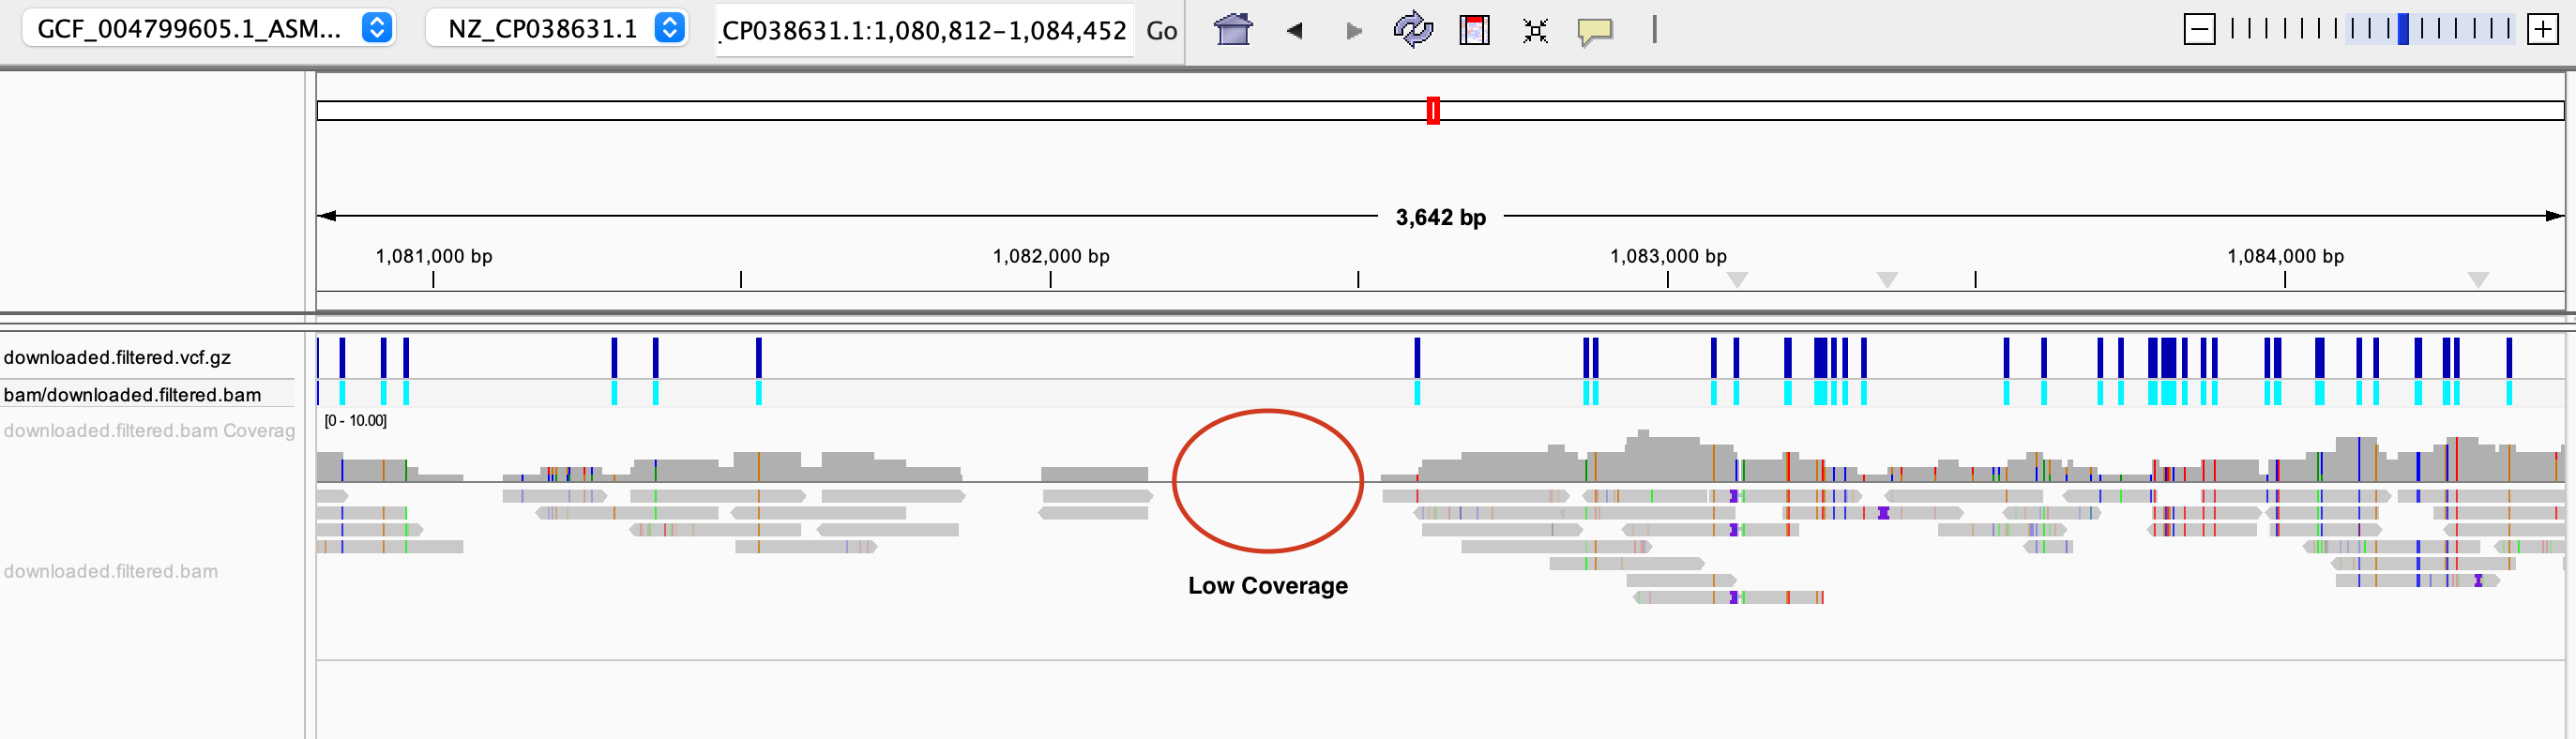 GCF_004799605.1_ASM... NZ_CP038631.1 .CP038631.1:1,080,812-1,084,452 Go
3,642 bp
1,081,000 bp 1,082,000 bp 1,083,000 bp 1,084,000 bp
downloaded.filtered.vcf.gz
bam/downloaded.filtered.bam
[0 - 10.00]
downloaded.filtered.bam Coverag
downloaded.filtered.bam
Low Coverage